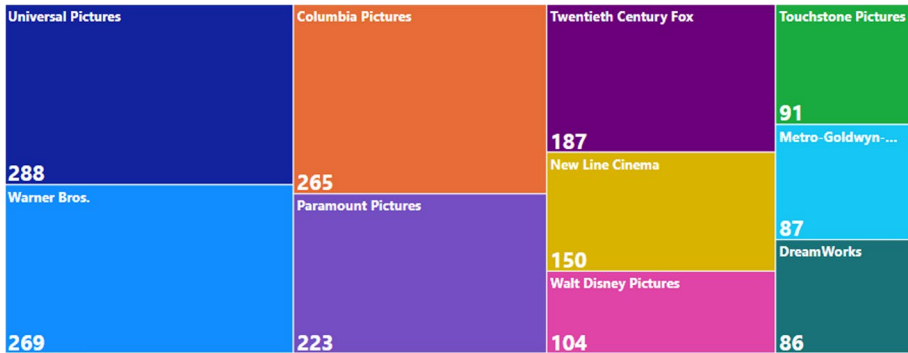 Universal Pictures
288
Warner Bros.
269
Columbia Pictures
265
Paramount Pictures
223
Twentieth Century Fox
187
New Line Cinema
150
Walt Disney Pictures
104
Touchstone Pictures
91
Metro-Goldwyn-...
87
DreamWorks
86